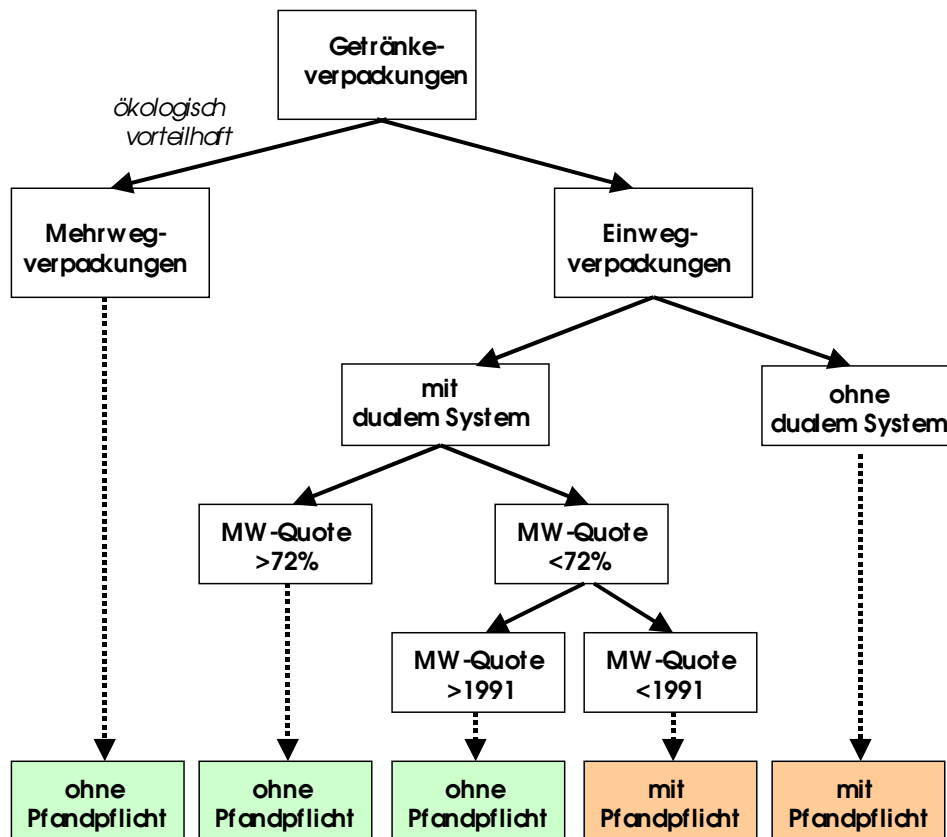 Getränke-
verpackungen
ökologisch
vorteilhaft
Mehrweg-
verpackungen
Einweg-
verpackungen
mit
dualem System
ohne
dualem System
MW-Quote
>72%
MW-Quote
<72%
MW-Quote
>1991
MW-Quote
<1991
ohne
Pfandpflicht
ohne
Pfandpflicht
ohne
Pfandpflicht
mit
Pfandpflicht
mit
Pfandpflicht